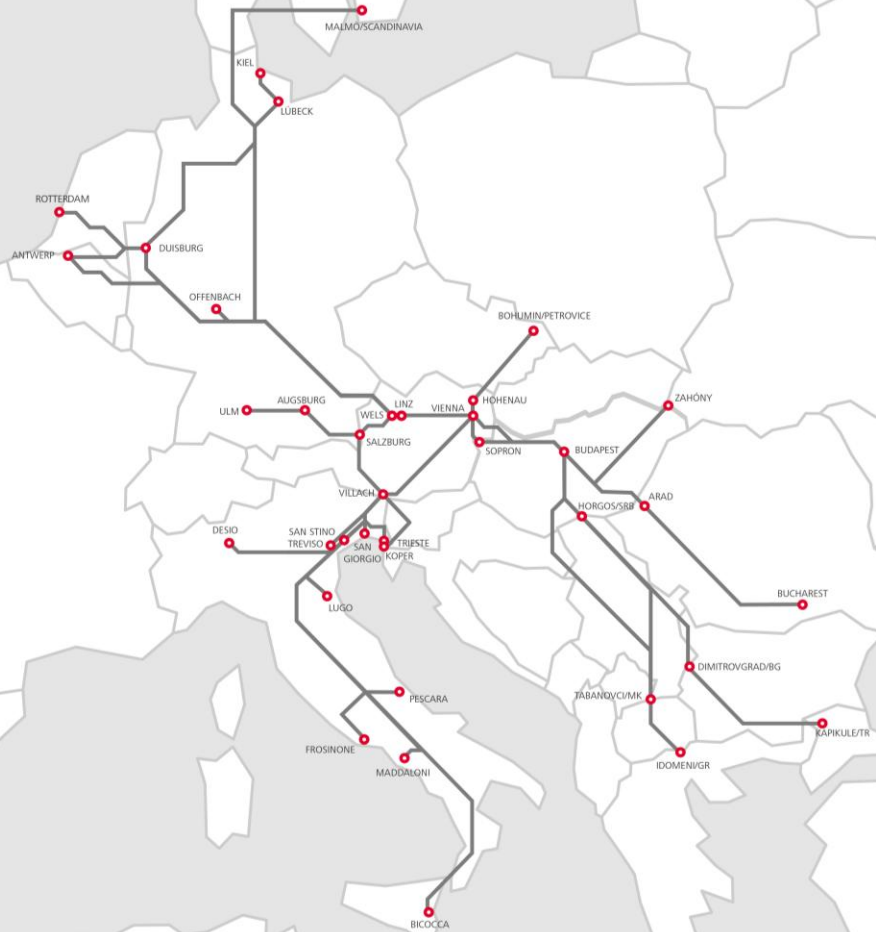 MALMÖ/SCANDINAVIA
KIEL
LÜBECK
ROTTERDAM
DUISBURG
ANTWERP
OFFENBACH
BOHUMIN/PETROVICE
HOHENAU
ZAHÓNY
AUGSBURG
LINZ
VIENNA
ULM
WELS
SALZBURG
SOPRON
BUDAPEST
VILLACH
ARAD
HORGOS/SRB
DESIO
SAN STINO
TREVISO
SAN
GIORGIO
TRIESTE
KOPER
BUCHAREST
LUGO
DIMITROVGRAD/BG
PESCARA
TABANOVCI/MK
KAPIKULE/TR
FROSINONE
IDOMENI/GR
MADDALONI
BICOCCA